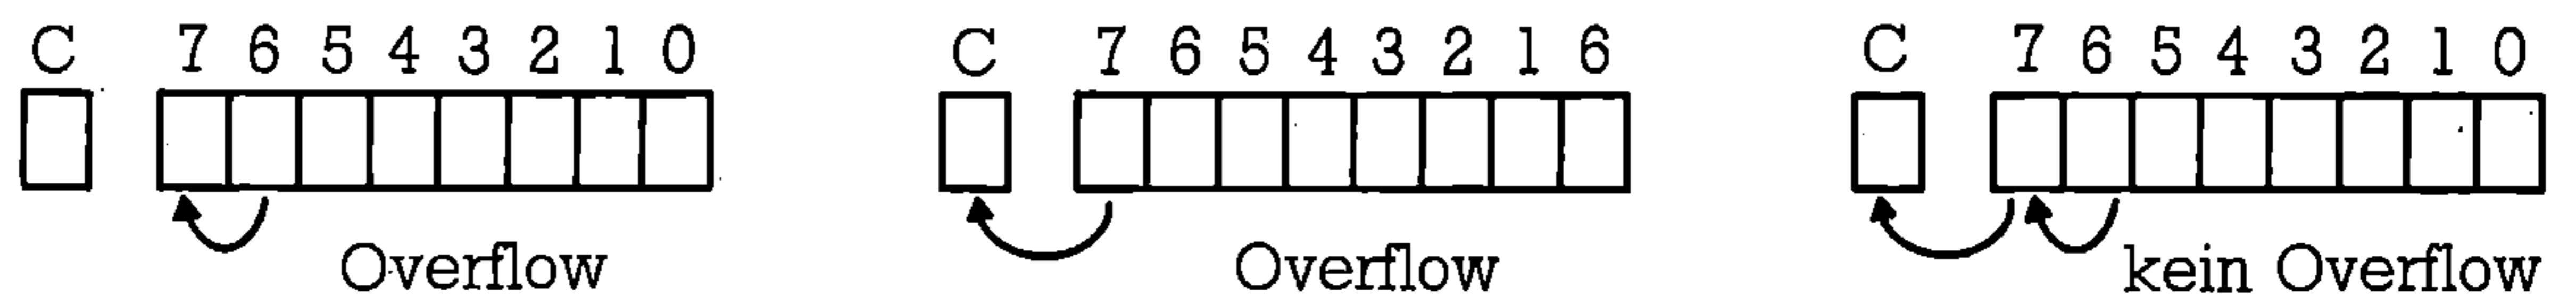 C 7 6 5 4 3 2 1 0
C 7 6 5 4 3 2 1 6
C 7 6 5 4 3 2 1 0
Overflow
Overflow
kein Overflow